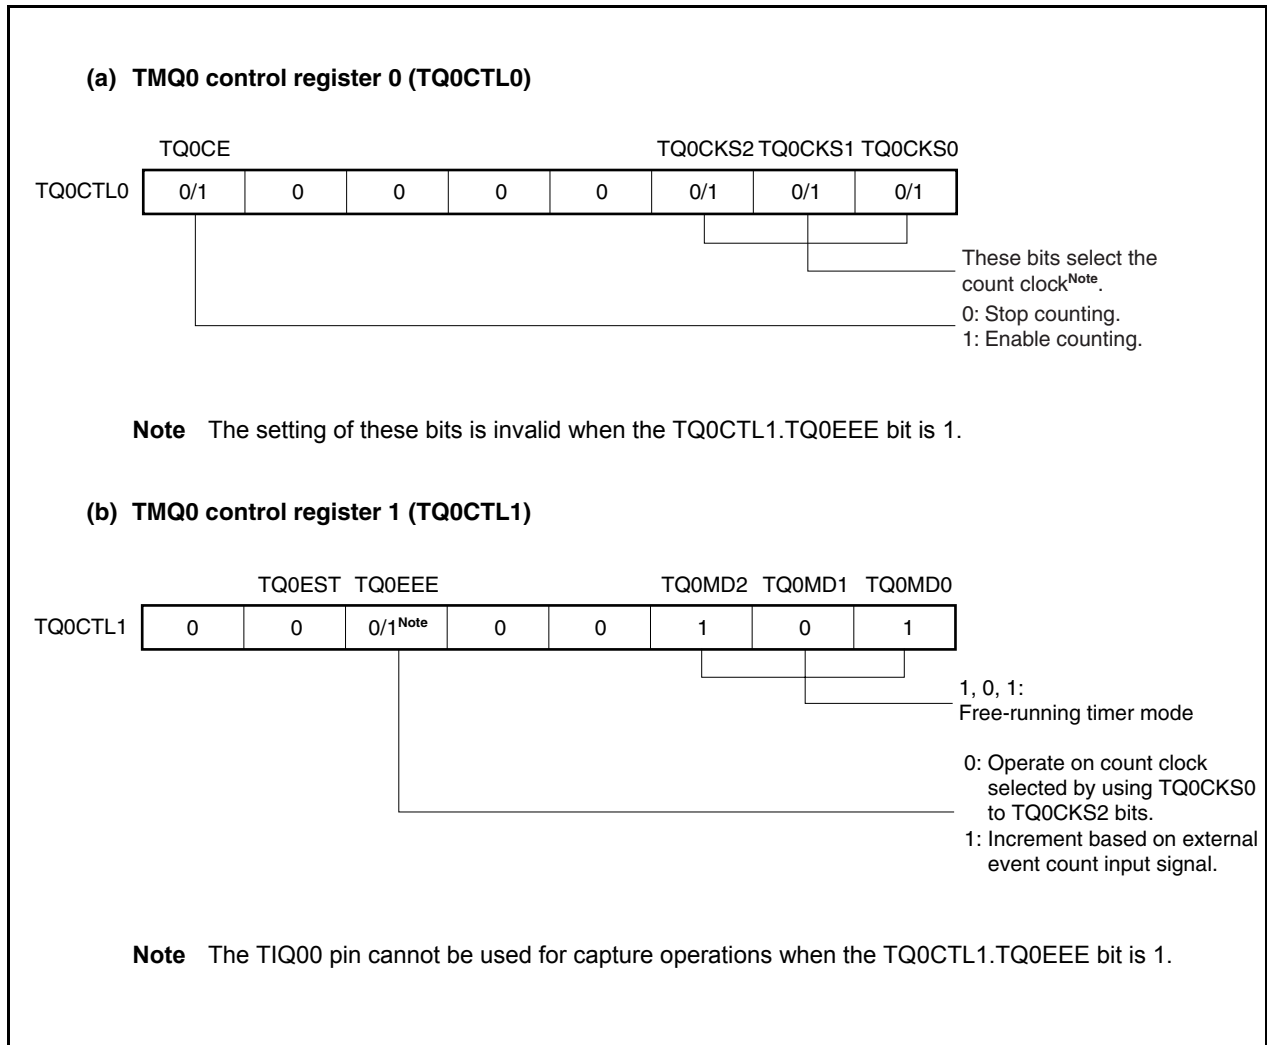 (a) TMQ0 control register 0 (TQ0CTL0)
TQ0CE TQ0CKS2 TQ0CKS1 TQ0CKS0
TQ0CTL0 0/1 0 0 0 0 0/1 0/1 0/1
These bits select the
count clockNote.
0: Stop counting.
1: Enable counting.
Note The setting of these bits is invalid when the TQ0CTL1.TQ0EEE bit is 1.
(b) TMQ0 control register 1 (TQ0CTL1)
TQ0EST TQ0EEE TQ0MD2 TQ0MD1 TQ0MD0
TQ0CTL1 0 0 0/1Note 0 0 1 0 1
1, 0, 1:
Free-running timer mode
0: Operate on count clock
selected by using TQ0CKS0
to TQ0CKS2 bits.
1: Increment based on external
event count input signal.
Note The TIQ00 pin cannot be used for capture operations when the TQ0CTL1.TQ0EEE bit is 1.